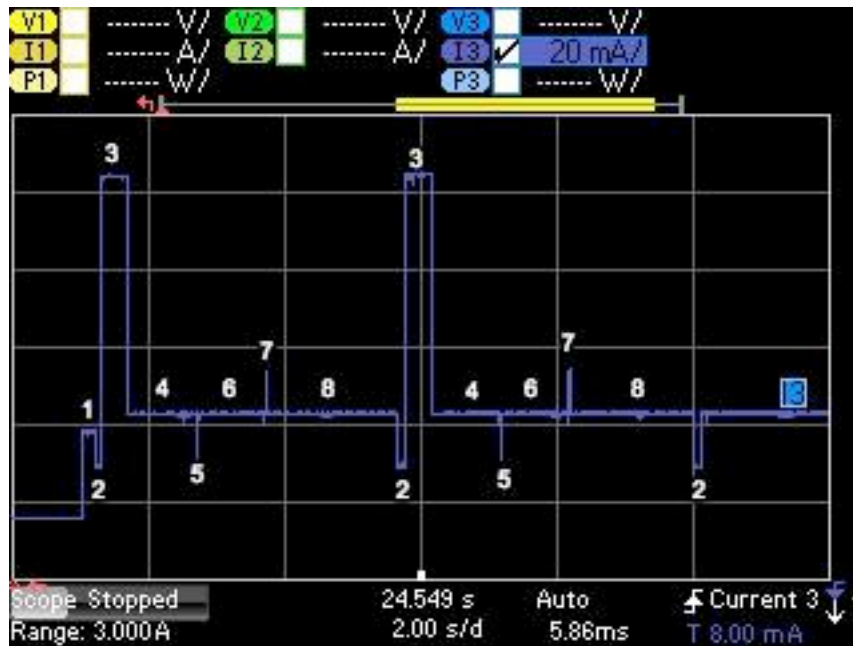 V1 ------- V/ V2 ------- V/ V3 ------- V/
I1 ------- A/ I2 ------- A/ I3 ✓ 20 mA/
P1 ------- W/ P3 ------- W/
3 3
7 7
4 6 8 4 6 8 I3
1
5 5
2 2 2
Scope Stopped 24.549 s Auto Current 3
Range: 3.000A 2.00 s/d 5.86ms T 8.00 mA